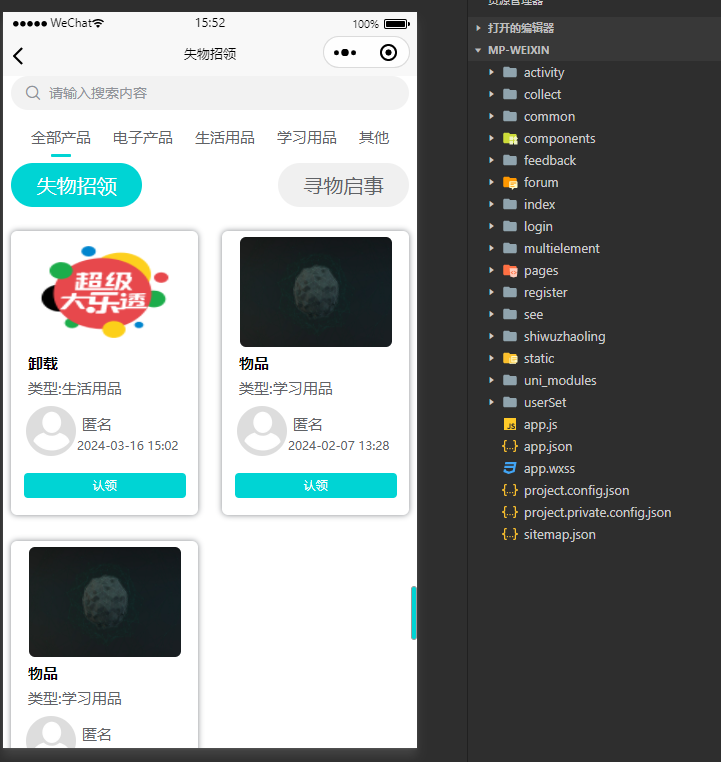 ●●●●● WeChat 15:52 100%
失物招领
请输入搜索内容
全部产品 电子产品 生活用品 学习用品 其他
失物招领 寻物启事
超级
大乐透
卸载
类型:生活用品
匿名
2024-03-16 15:02
认领
物品
类型:学习用品
匿名
2024-02-07 13:28
认领
物品
类型:学习用品
匿名
资源管理器
打开的编辑器
MP-WEIXIN
activity
collect
common
components
feedback
forum
index
login
multielement
pages
register
see
shiwuzhaoling
static
uni_modules
userSet
JS app.js
{..} app.json
app.wxss
{..} project.config.json
{..} project.private.config.json
{..} sitemap.json